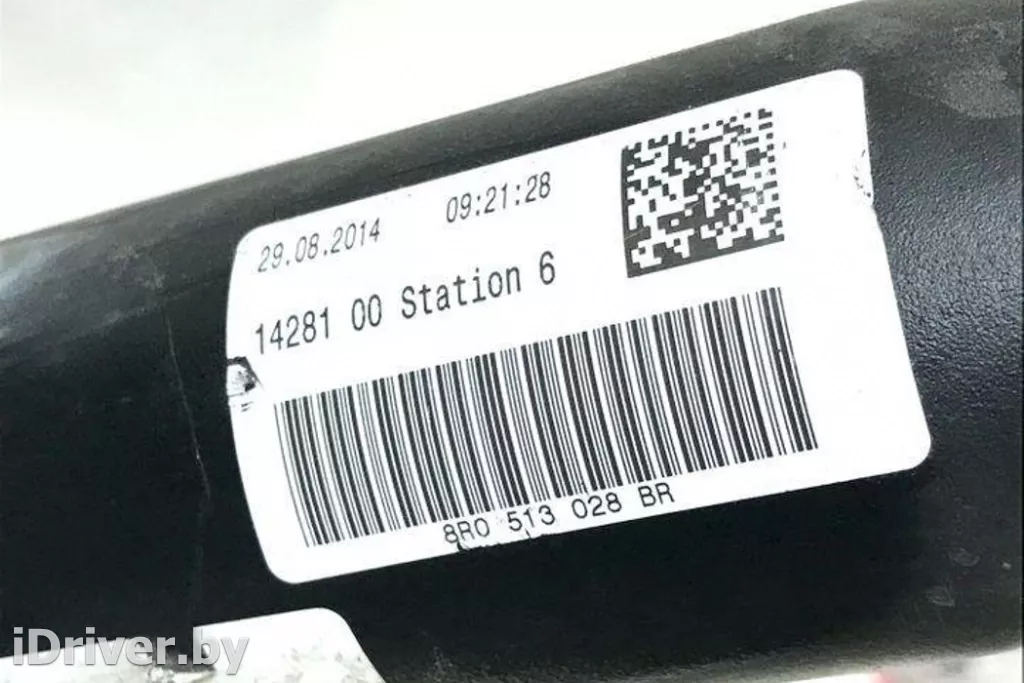 29.08.2014 09:21:28
14281 00 Station 6
8R0 513 028 BR
iDriver.by